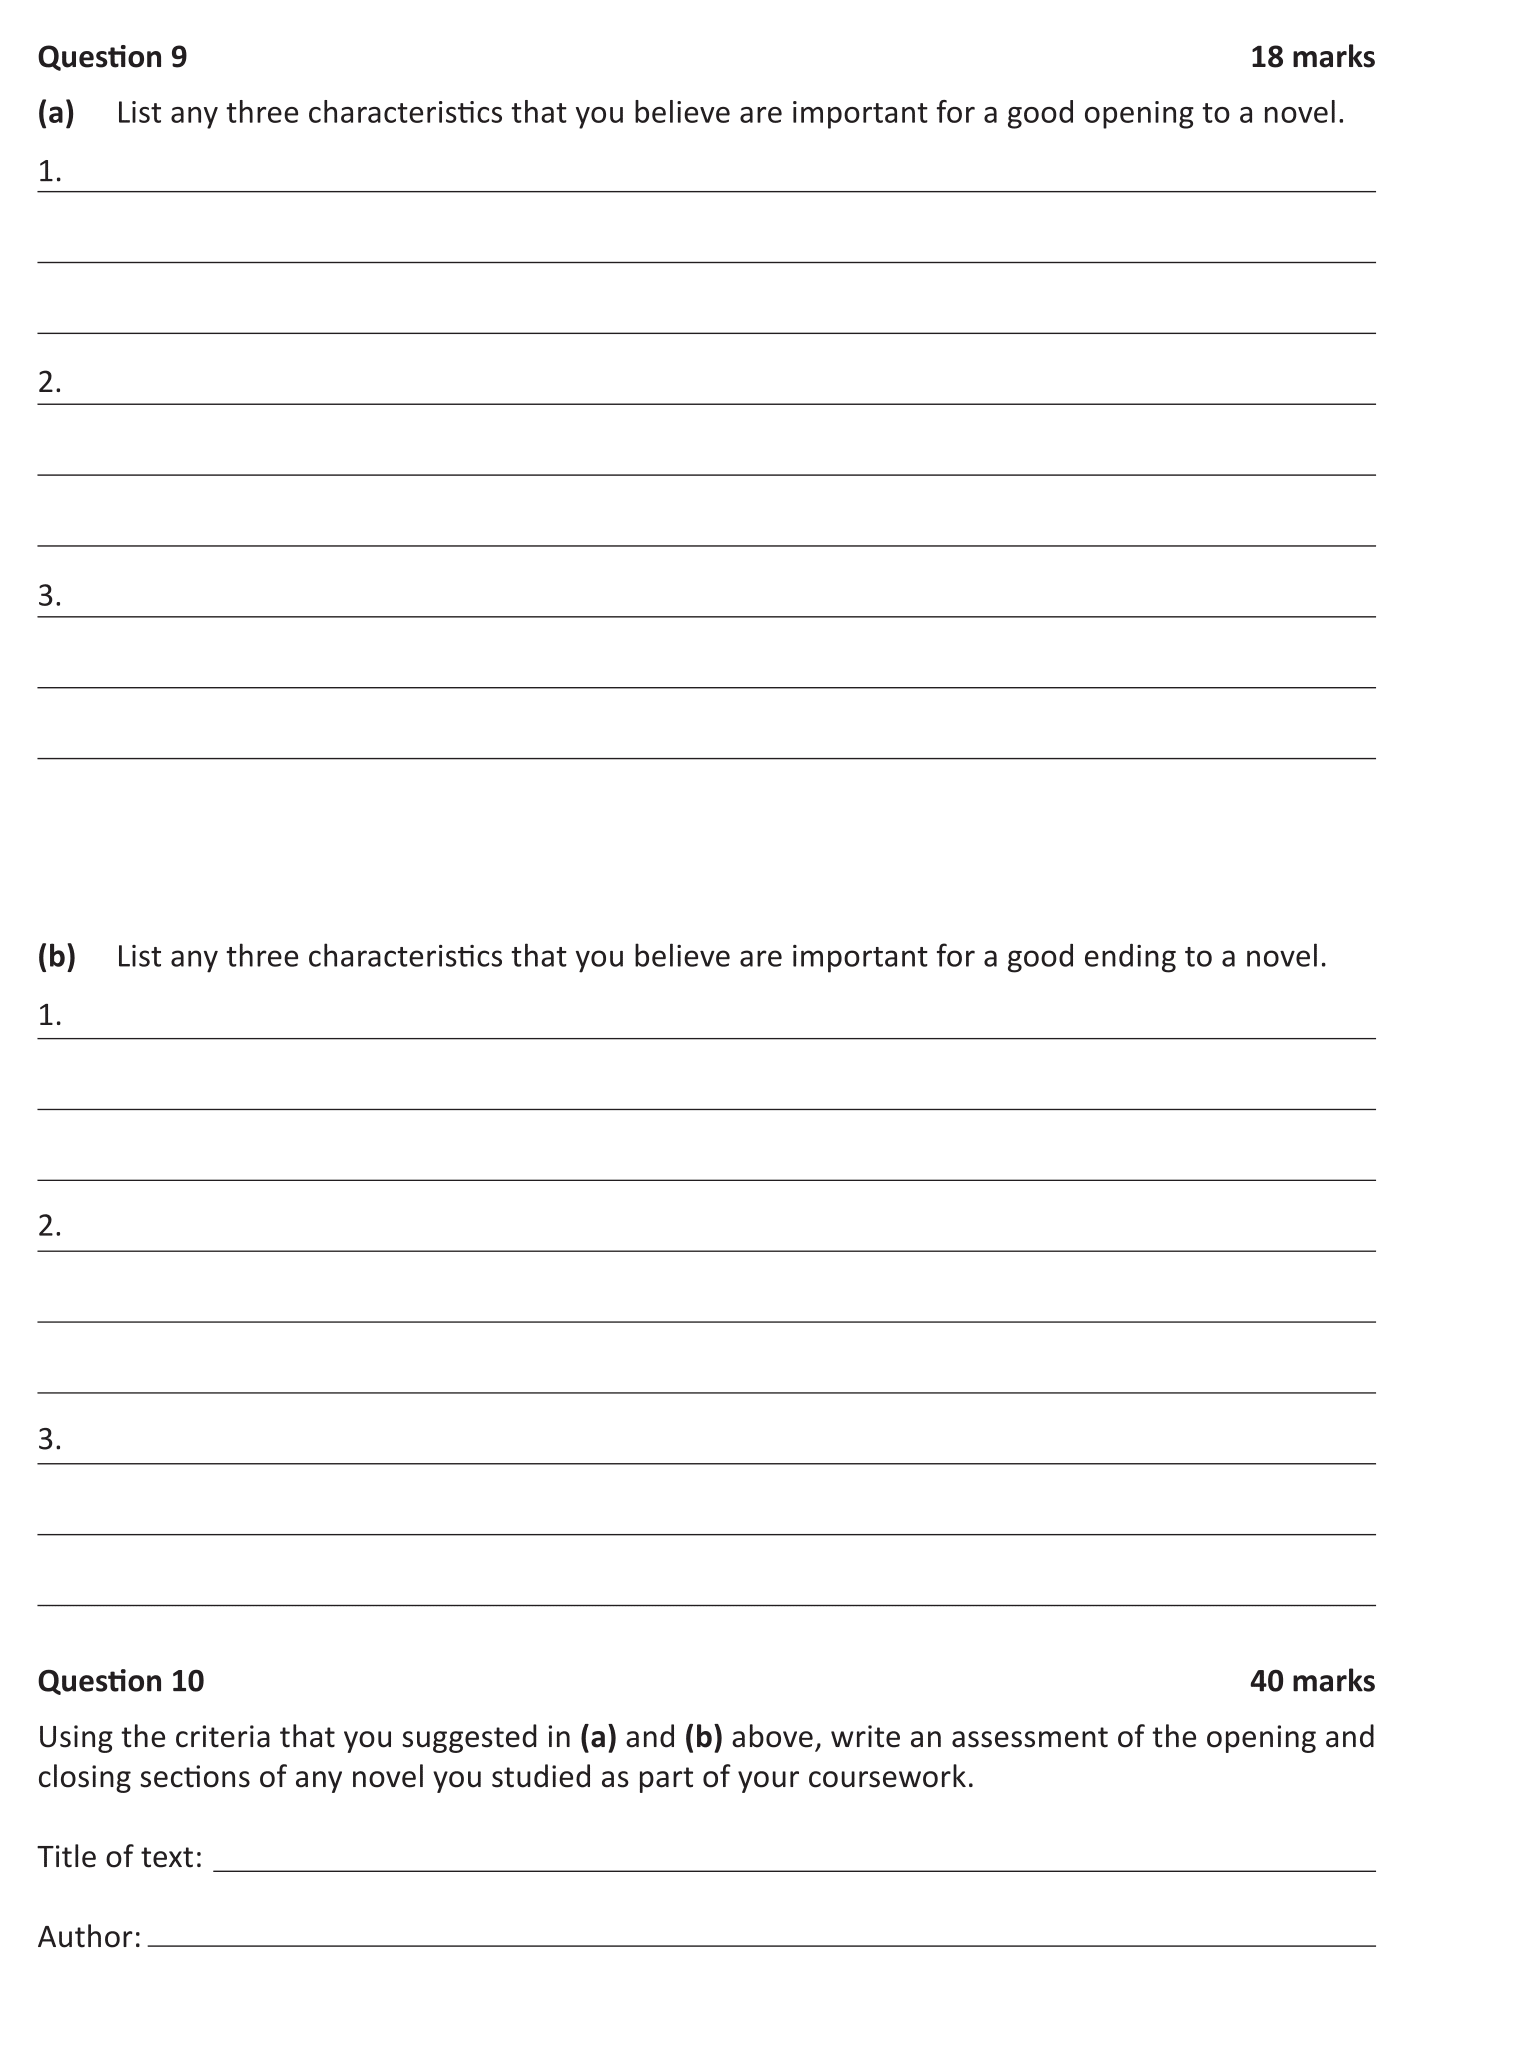 Question 9 18 marks
(a) List any three characteristics that you believe are important for a good opening to a novel.
1.
2.
3.
(b) List any three characteristics that you believe are important for a good ending to a novel.
1.
2.
3.
Question 10 40 marks
Using the criteria that you suggested in (a) and (b) above, write an assessment of the opening and
closing sections of any novel you studied as part of your coursework.
Title of text:
Author: